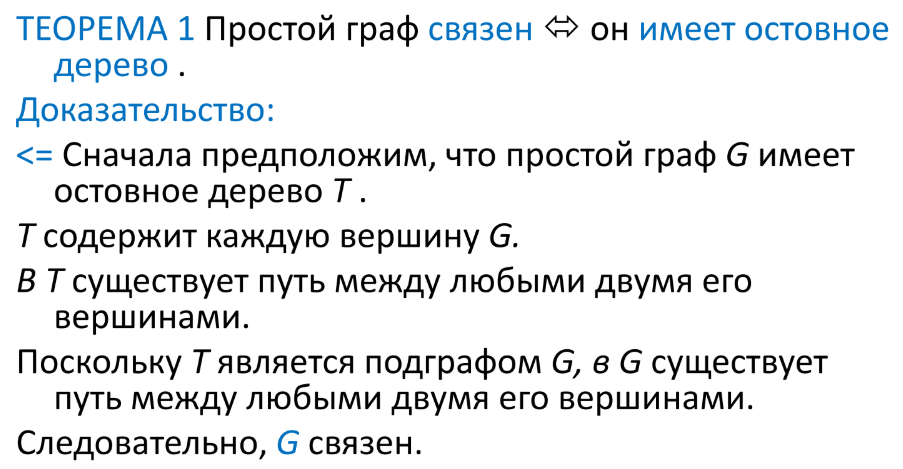 ТЕОРЕМА 1 Простой граф связен ⇔ он имеет остовное
дерево .
Доказательство:
<= Сначала предположим, что простой граф G имеет
остовное дерево T .
T содержит каждую вершину G.
В T существует путь между любыми двумя его
вершинами.
Поскольку T является подграфом G, в G существует
путь между любыми двумя его вершинами.
Следовательно, G связен.